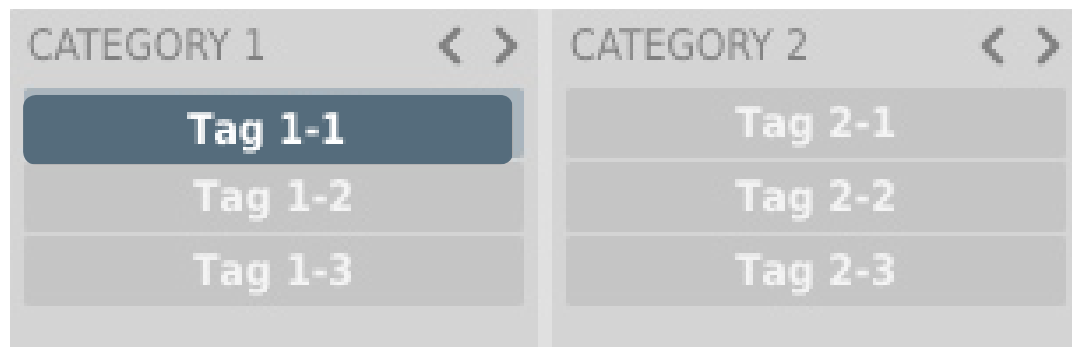 CATEGORY 1
Tag 1-1
Tag 1-2
Tag 1-3
CATEGORY 2
Tag 2-1
Tag 2-2
Tag 2-3